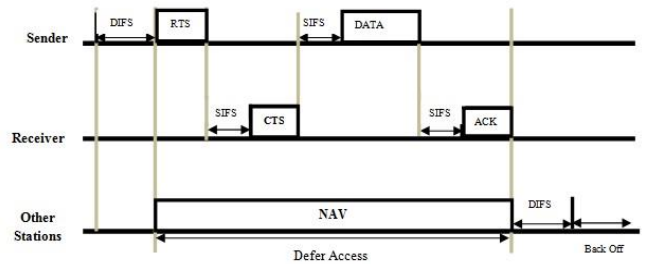 DIFS RTS SIFS DATA
Sender
SIFS CTS SIFS ACK
Receiver
NAV DIFS
Other
Stations
Back Off
Defer Access